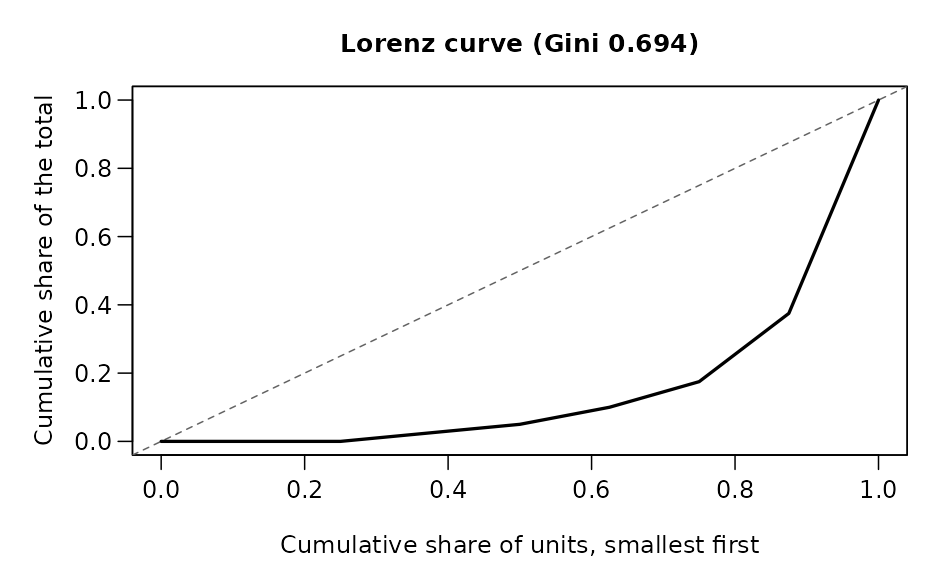 Lorenz curve (Gini 0.694)
Cumulative share of the total
1.0
0.8
0.6
0.4
0.2
0.0
0.0 0.2 0.4 0.6 0.8 1.0
Cumulative share of units, smallest first